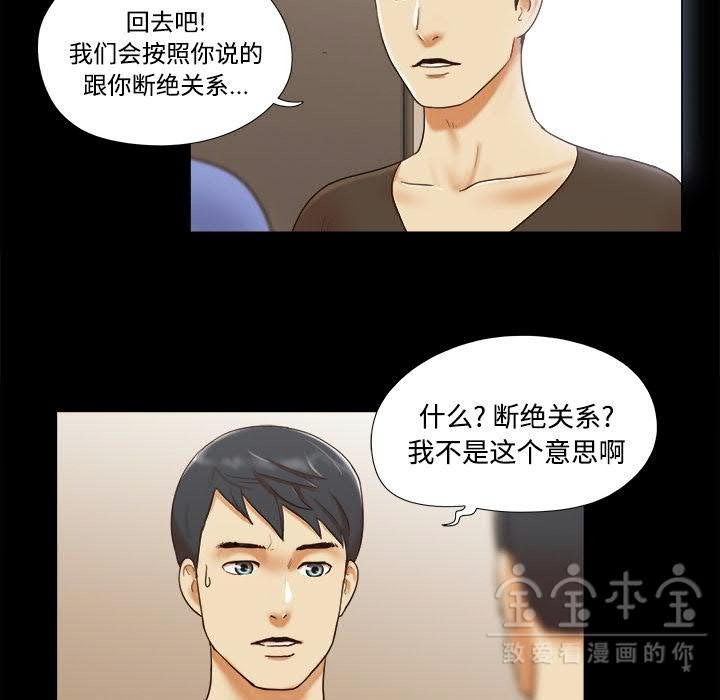 回去吧!
我们会按照你说的
跟你断绝关系...
什么? 断绝关系?
我不是这个意思啊
宝宝本宝
致爱看漫画的你